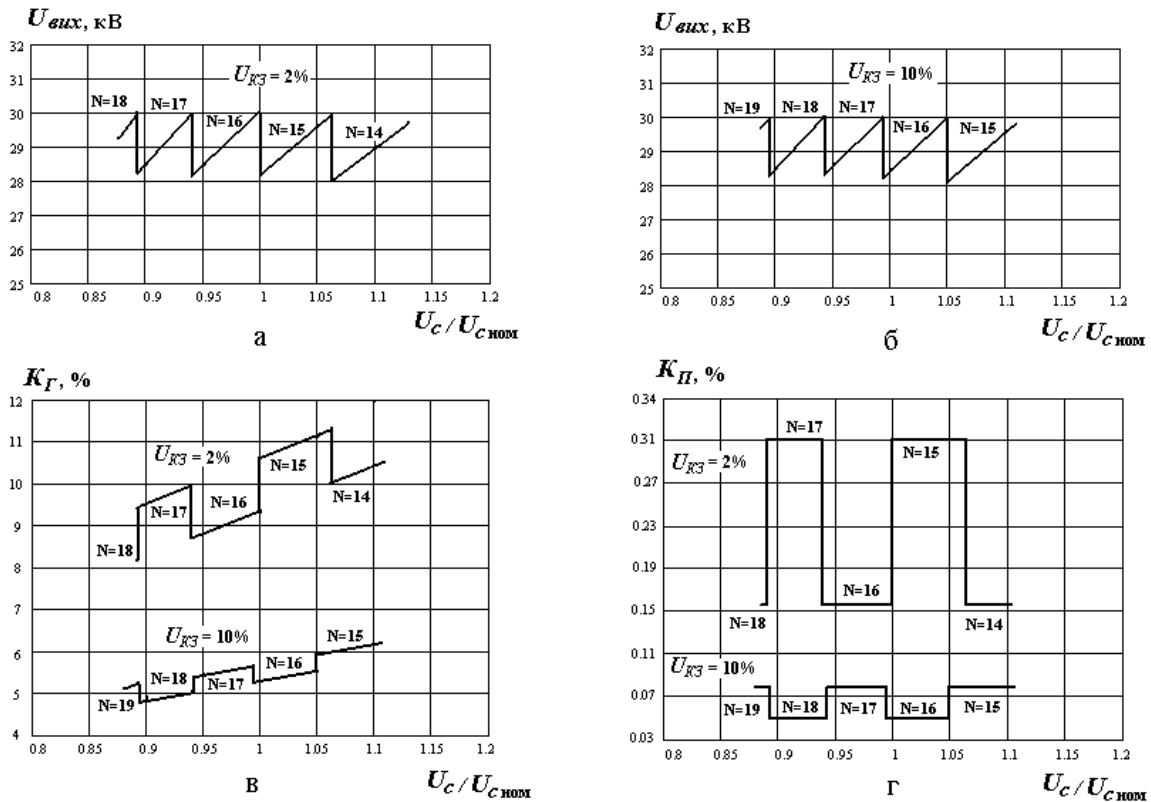 U вих, кВ
32
31
30
29
28
27
26
25
U КЗ = 2%
N=18
N=17
N=16
N=15
N=14
0.8 0.85 0.9 0.95 1 1.05 1.1 1.15 1.2
U С / U С ном
а
U вих, кВ
32
31
30
29
28
27
26
25
U КЗ = 10%
N=19
N=18
N=17
N=16
N=15
0.8 0.85 0.9 0.95 1 1.05 1.1 1.15 1.2
U С / U С ном
б
K Г, %
12
11
10
9
8
7
6
5
4
U КЗ = 2%
N=18
N=17
N=16
N=15
N=14
U КЗ = 10%
N=19
N=18
N=17
N=16
N=15
0.8 0.85 0.9 0.95 1 1.05 1.1 1.15 1.2
U С / U С ном
в
K П, %
0.34
0.31
0.27
0.23
0.19
0.15
0.11
0.07
0.03
N=17
U КЗ = 2%
N=15
N=16
N=18
N=14
U КЗ = 10%
N=19
N=18
N=17
N=16
N=15
0.8 0.85 0.9 0.95 1 1.05 1.1 1.15 1.2
U С / U С ном
г